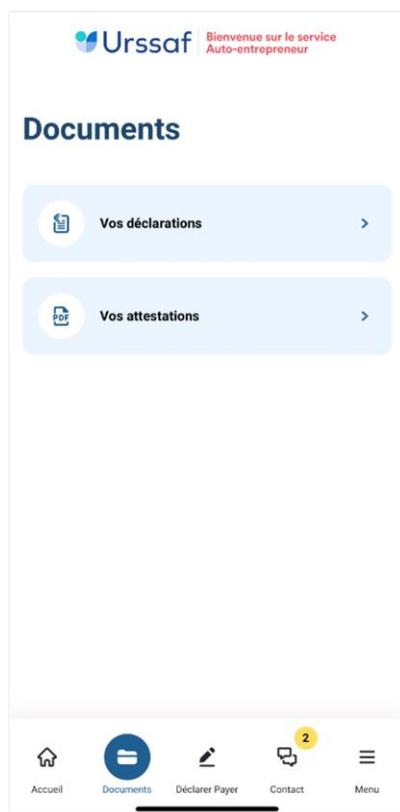 Urssaf
Bienvenue sur le service
Auto-entrepreneur
Documents
Vos déclarations
PDF
Vos attestations
2
Accueil
Documents
Déclarer Payer
Contact
Menu